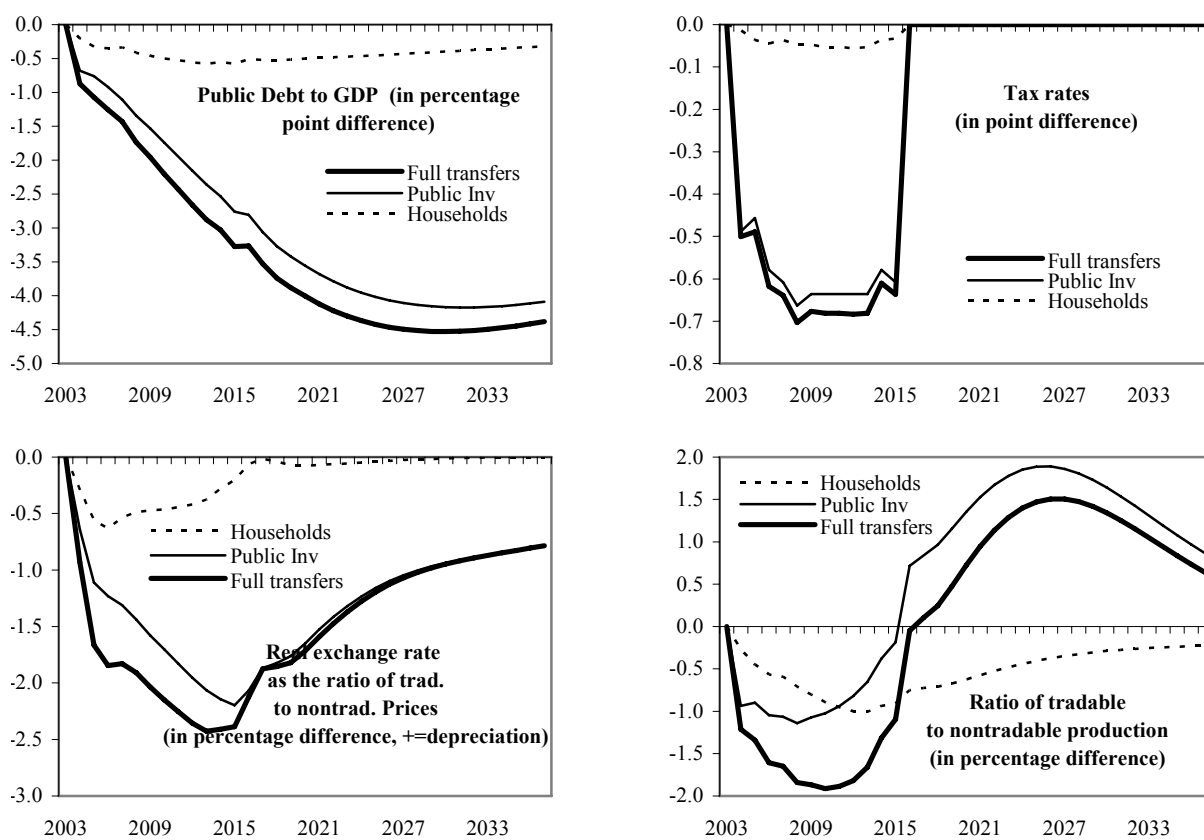 0.0
-0.5
-1.0
-1.5
-2.0
-2.5
-3.0
-3.5
-4.0
-4.5
-5.0
Public Debt to GDP (in percentage
point difference)
Full transfers
Public Inv
Households
2003 2009 2015 2021 2027 2033
0.0
-0.1
-0.2
-0.3
-0.4
-0.5
-0.6
-0.7
-0.8
Tax rates
(in point difference)
Full transfers
Public Inv
Households
2003 2009 2015 2021 2027 2033
0.0
-0.5
-1.0
-1.5
-2.0
-2.5
-3.0
Households
Public Inv
Full transfers
Real exchange rate
as the ratio of trad.
to nontrad. Prices
(in percentage difference, +=depreciation)
2003 2009 2015 2021 2027 2033
2.0
1.5
1.0
0.5
0.0
-0.5
-1.0
-1.5
-2.0
Households
Public Inv
Full transfers
Ratio of tradable
to nontradable production
(in percentage difference)
2003 2009 2015 2021 2027 2033